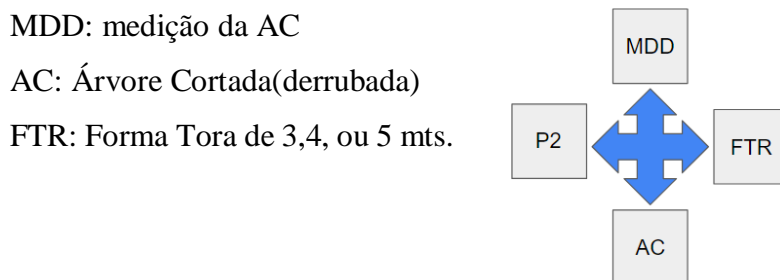 MDD: medição da AC
AC: Árvore Cortada(derrubada)
FTR: Forma Tora de 3,4, ou 5 mts.
MDD
P2
FTR
AC